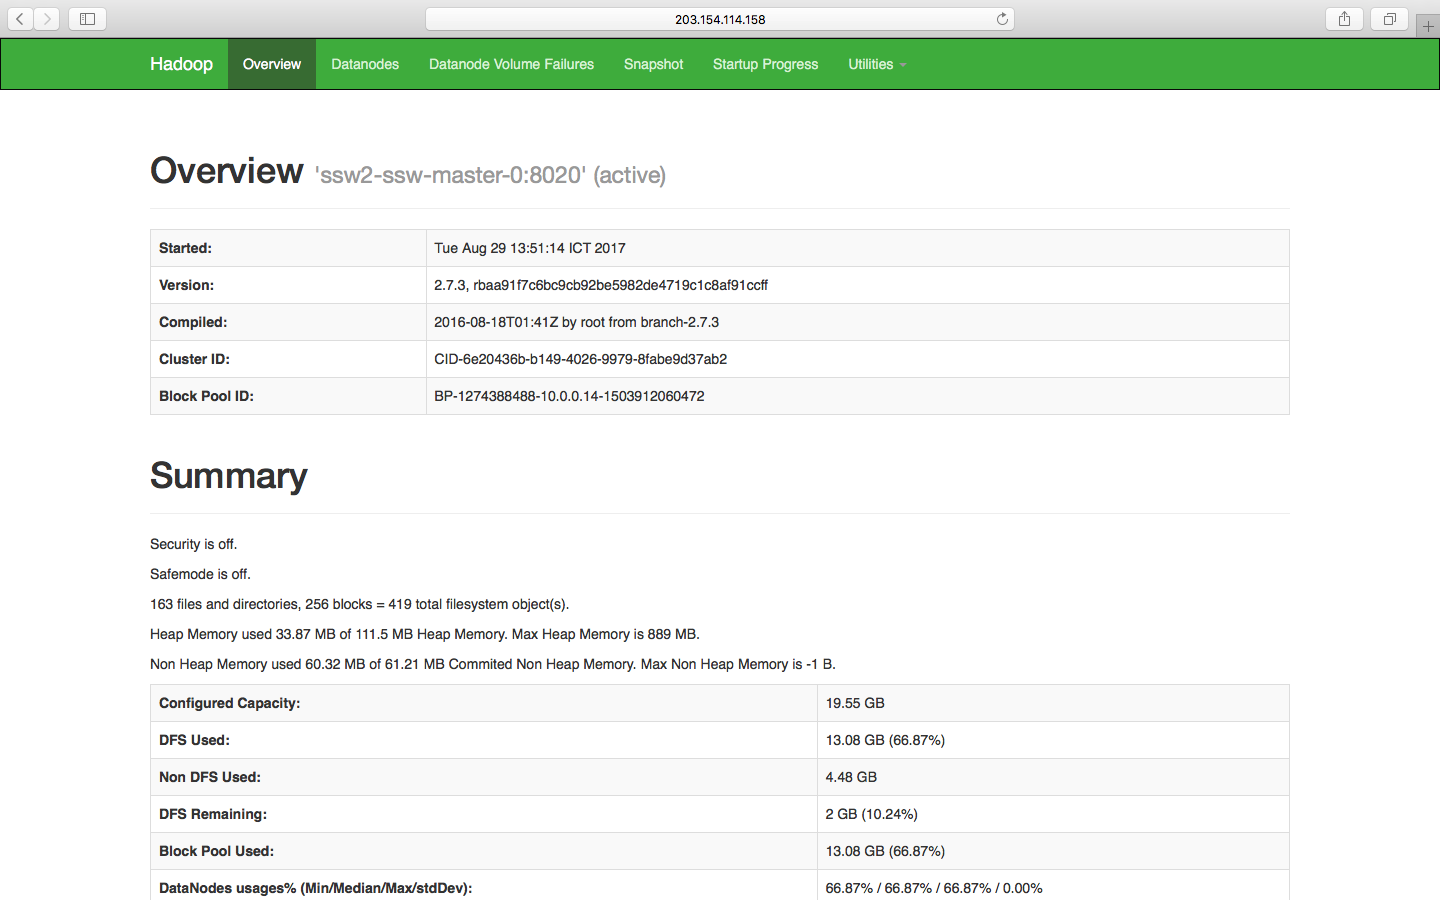 203.154.114.158
Hadoop Overview Datanodes Datanode Volume Failures Snapshot Startup Progress Utilities
Overview 'ssw2-ssw-master-0:8020' (active)
Started: Tue Aug 29 13:51:14 ICT 2017
Version: 2.7.3, rbaa91f7c6bc9cb92be5982de4719c1c8af91ccff
Compiled: 2016-08-18T01:41Z by root from branch-2.7.3
Cluster ID: CID-6e20436b-b149-4026-9979-8fabe9d37ab2
Block Pool ID: BP-1274388488-10.0.0.14-1503912060472
Summary
Security is off.
Safemode is off.
163 files and directories, 256 blocks = 419 total filesystem object(s).
Heap Memory used 33.87 MB of 111.5 MB Heap Memory. Max Heap Memory is 889 MB.
Non Heap Memory used 60.32 MB of 61.21 MB Commited Non Heap Memory. Max Non Heap Memory is -1 B.
Configured Capacity: 19.55 GB
DFS Used: 13.08 GB (66.87%)
Non DFS Used: 4.48 GB
DFS Remaining: 2 GB (10.24%)
Block Pool Used: 13.08 GB (66.87%)
DataNodes usages% (Min/Median/Max/stdDev): 66.87% / 66.87% / 66.87% / 0.00%